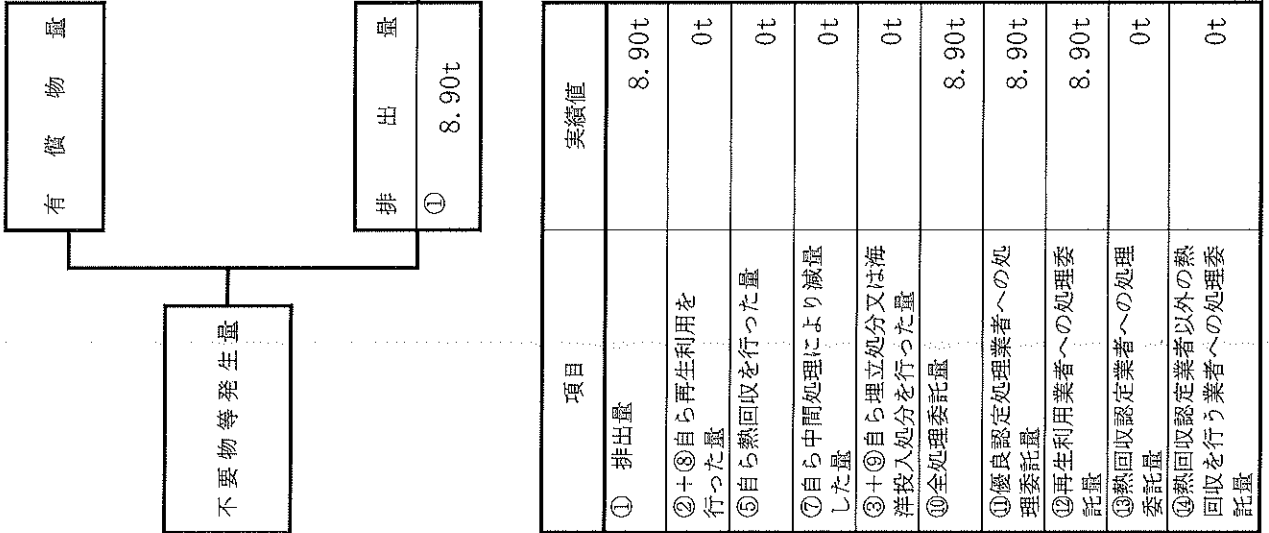 有償物量
不要物等発生量
排出量
① 8.90t
項目 実績値
① 排出量 8.90t
②+⑧自ら再生利用を
行った量 0t
⑤自ら熱回収を行った量 0t
⑦自ら中間処理により減量
した量 0t
③+⑨自ら埋立処分又は海
洋投入処分を行った量 0t
⑩全処理委託量 8.90t
⑪優良認定処理業者への処
理委託量 8.90t
⑫再生利用業者への処理委
託量 8.90t
⑬熱回収認定業者への処理
委託量 0t
⑭熱回収認定業者以外の熱
回収を行う業者への処理委
託量 0t